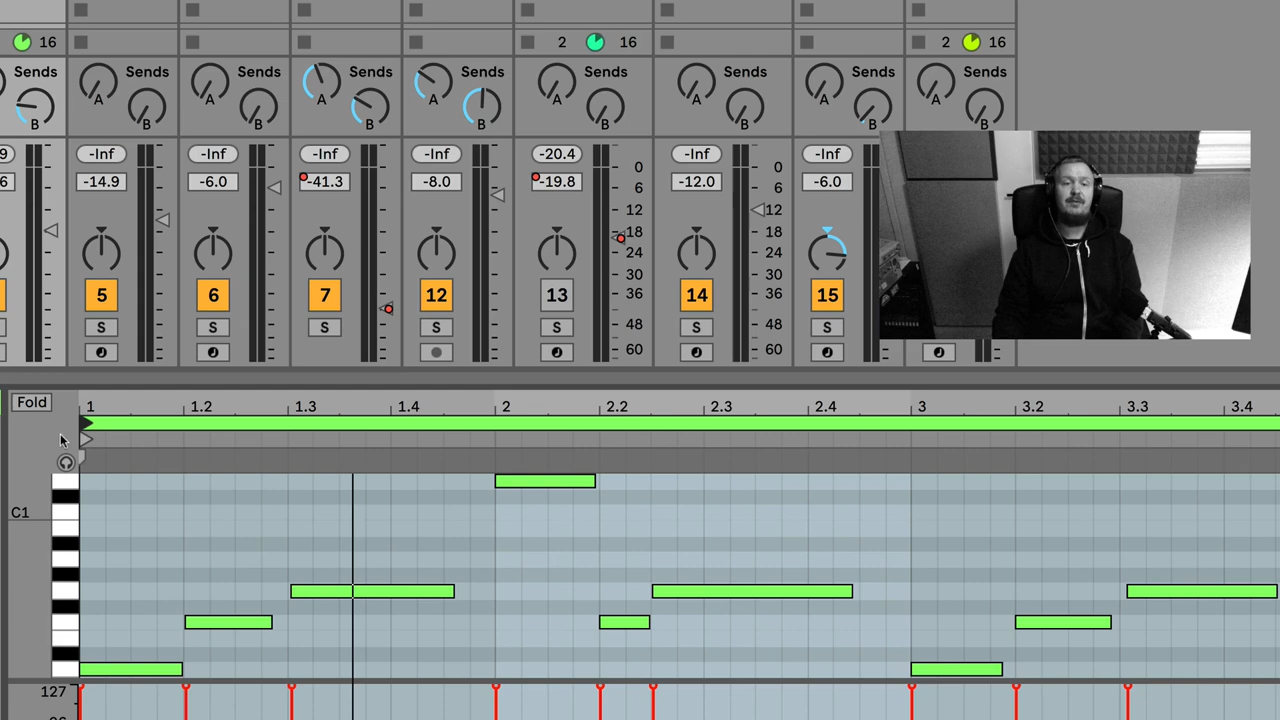 16 2 16 2 16
Sends Sends Sends Sends Sends Sends Sends Sends
A A A A A A A A
B B B B B B B B B
9 -Inf -Inf -Inf -Inf -20.4 -Inf -Inf
0 0
6 -14.9 -6.0 -41.3 -8.0 -19.8 6 -12.0 6 -6.0
12 12
18 18
24 24
30 30
5 6 7 12 13 36 14 36 15
S S S S S 48 S 48 S
60 60
Fold 1 1.2 1.3 1.4 2 2.2 2.3 2.4 3 3.2 3.3 3.4
C1
127